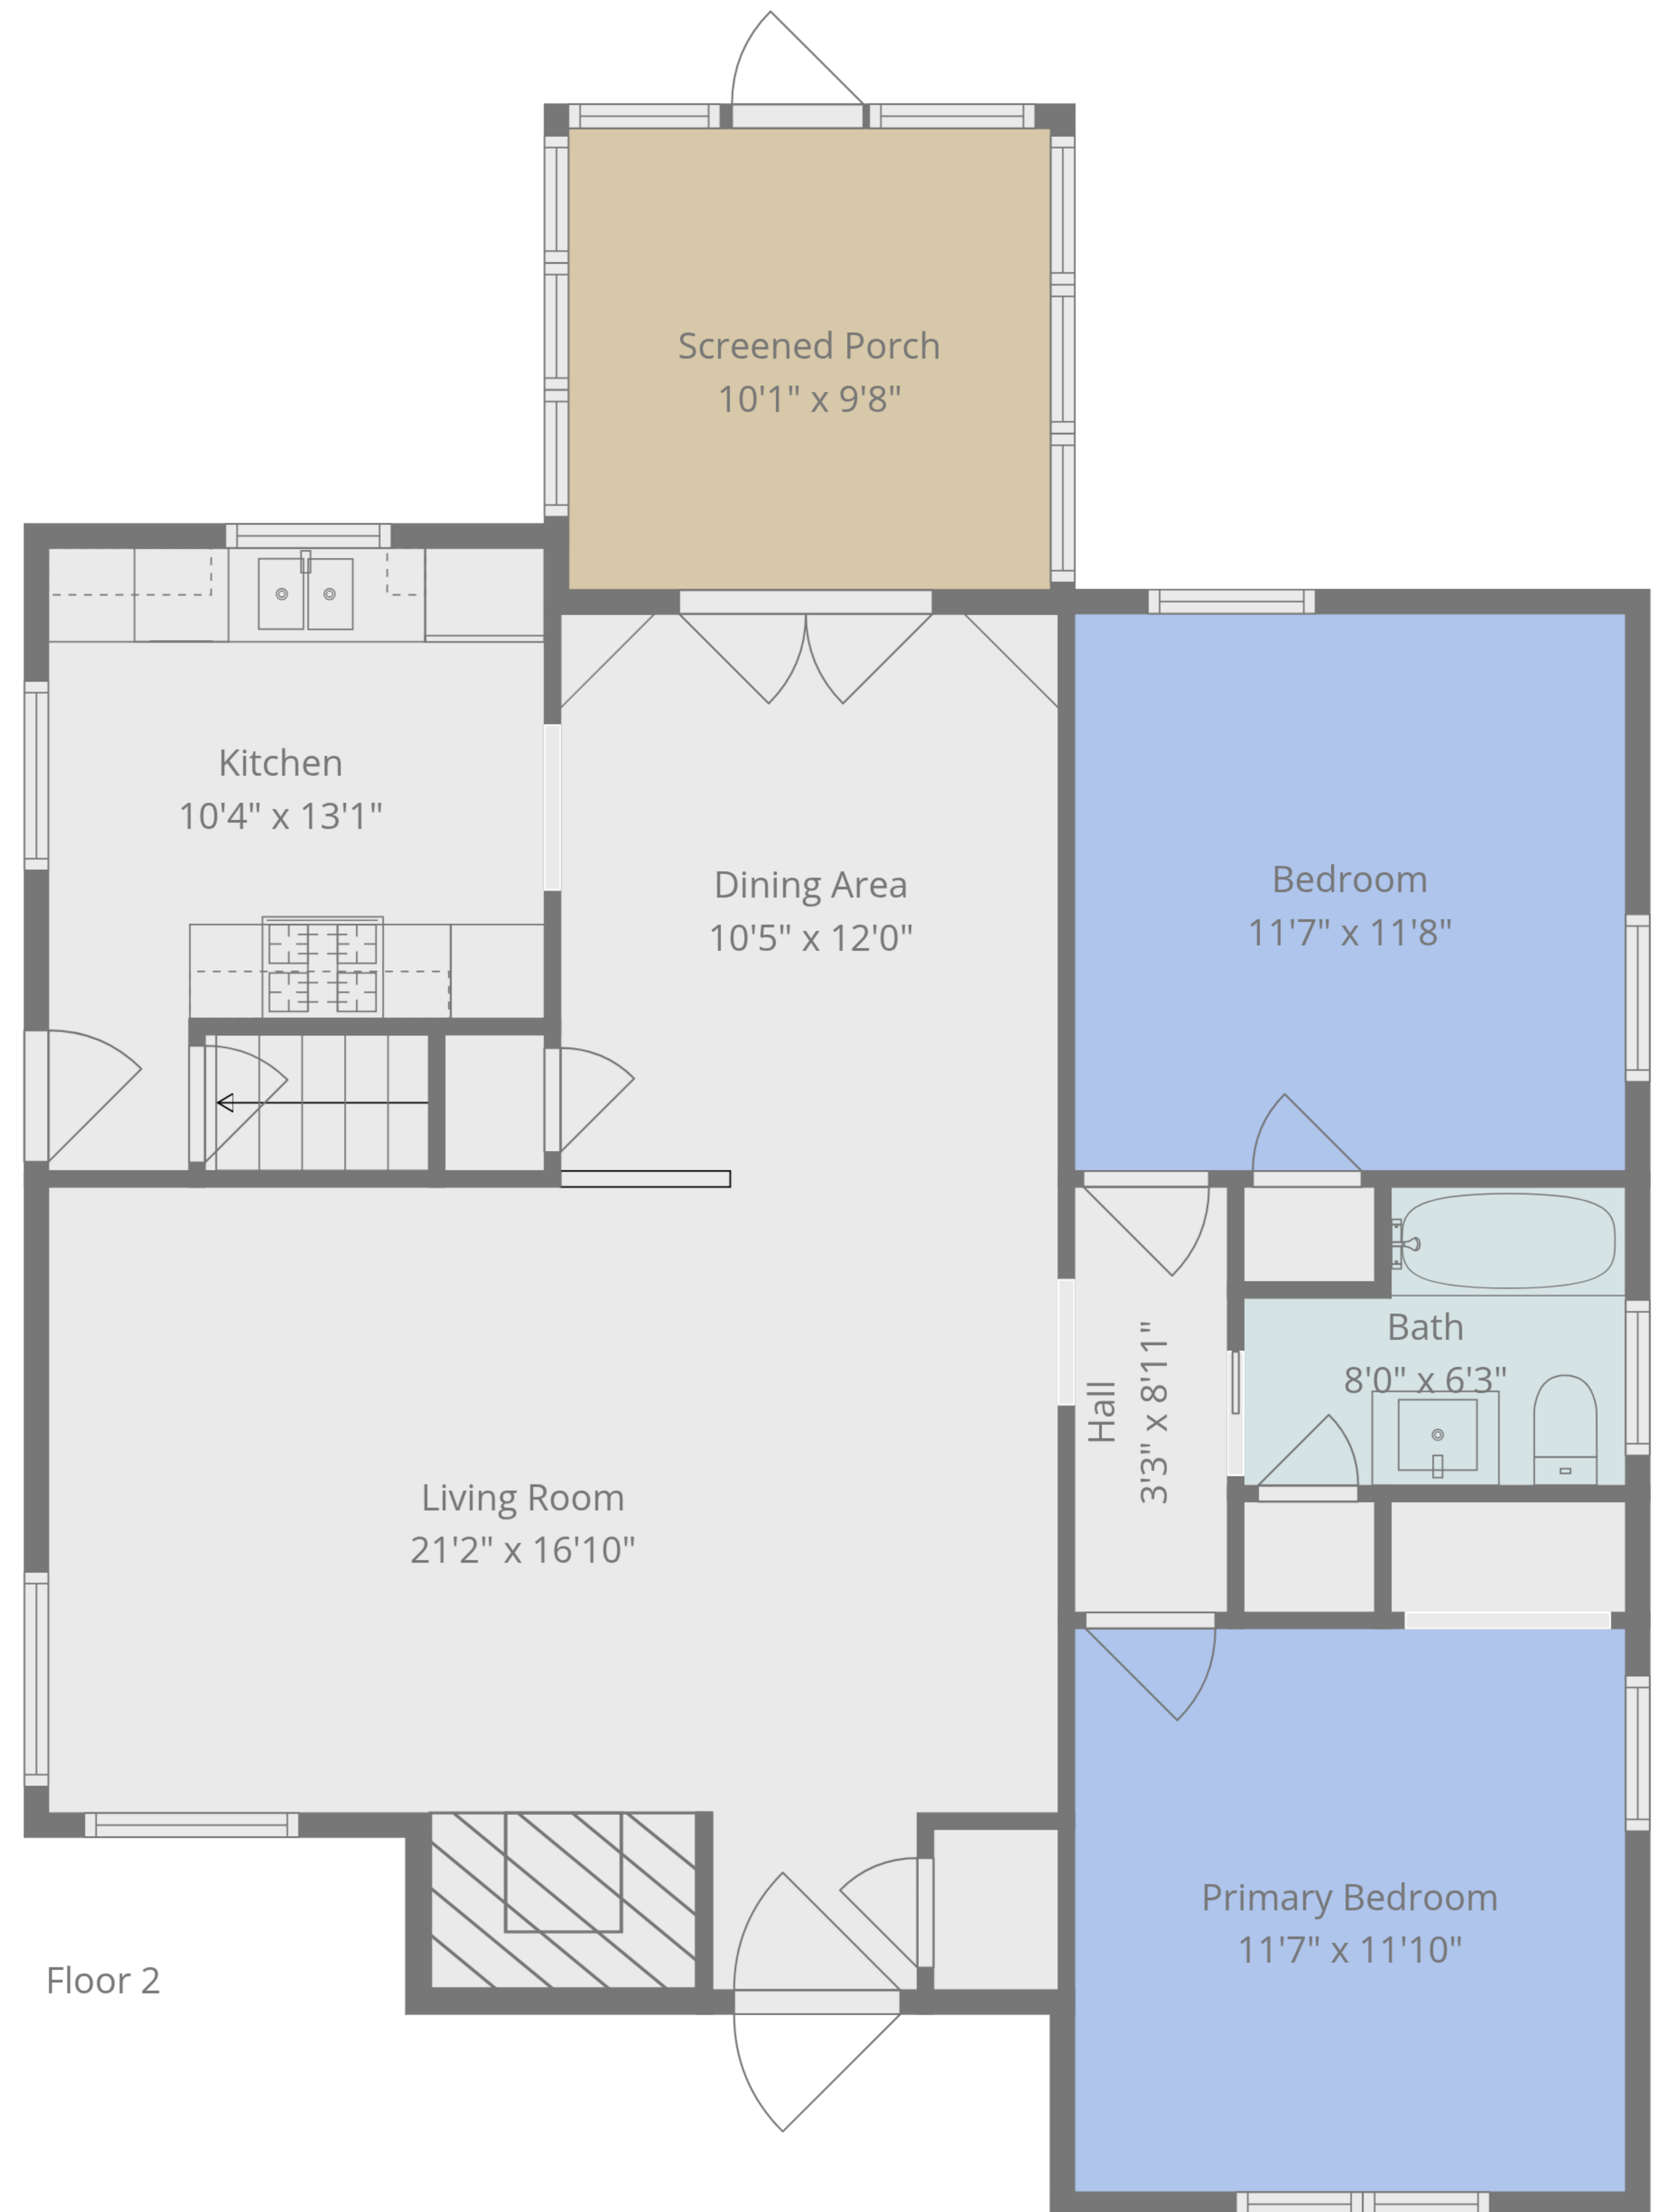 Screened Porch
10'1" x 9'8"
Kitchen
10'4" x 13'1"
Dining Area
10'5" x 12'0"
Bedroom
11'7" x 11'8"
Bath
8'0" x 6'3"
Hall
3'3" x 8'11"
Living Room
21'2" x 16'10"
Primary Bedroom
11'7" x 11'10"
Floor 2